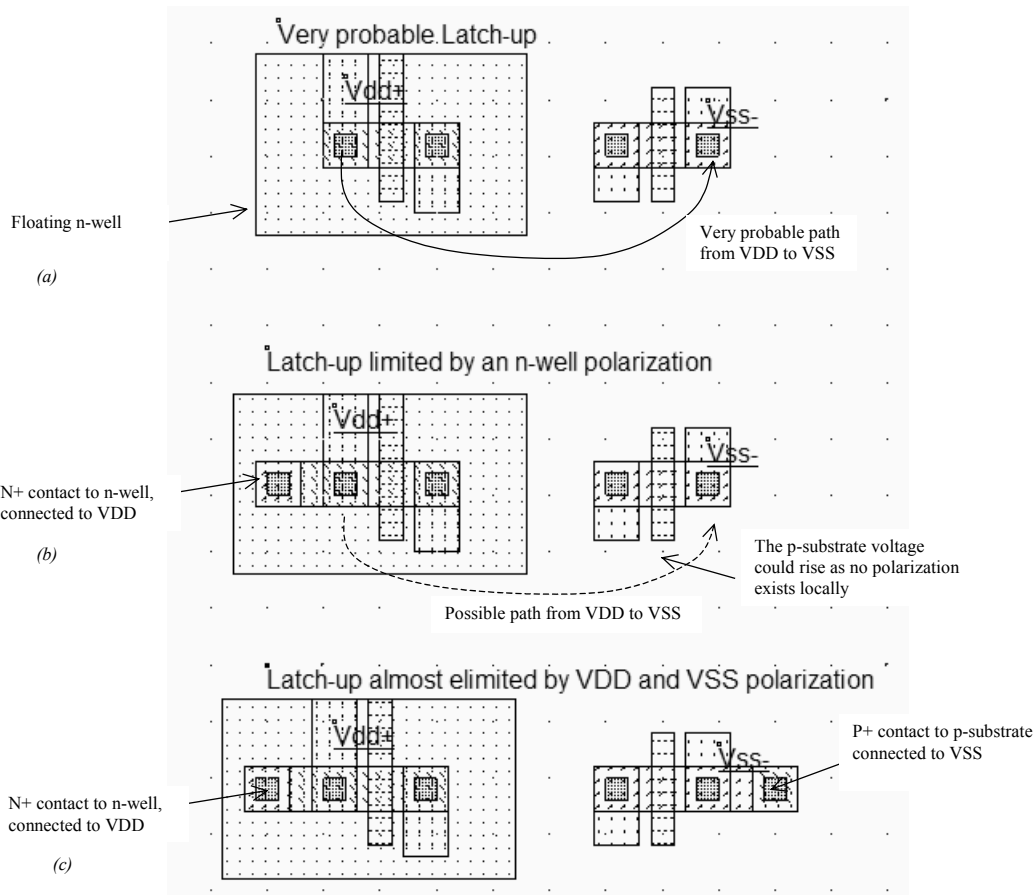 Very probable Latch-up
Vdd+
Vss-
Floating n-well
Very probable path
from VDD to VSS
(a)
Latch-up limited by an n-well polarization
Vdd+
Vss-
N+ contact to n-well,
connected to VDD
(b)
The p-substrate voltage
could rise as no polarization
exists locally
Possible path from VDD to VSS
Latch-up almost elimited by VDD and VSS polarization
Vdd+
Vss-
P+ contact to p-substrate
connected to VSS
N+ contact to n-well,
connected to VDD
(c)